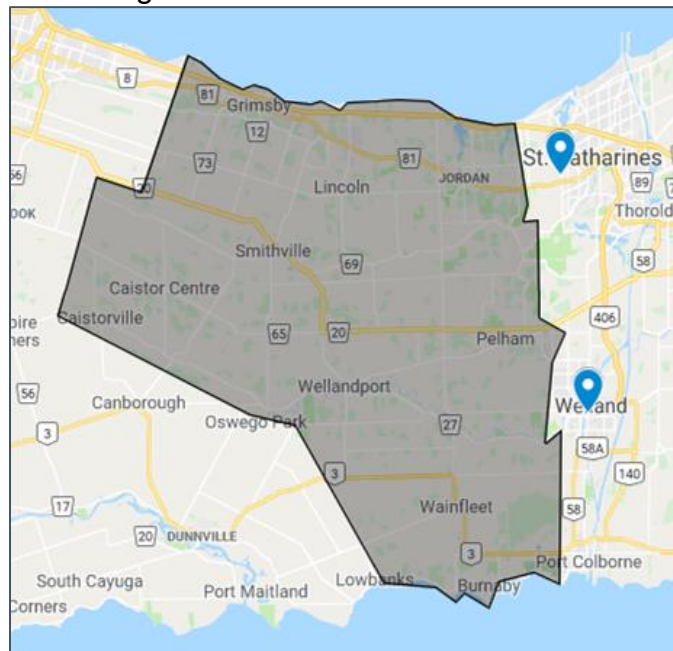 8
81
Grimsby
12
73
81
St. Catharines
56
20
Lincoln
JORDAN
89
OOK
Thorold
Smithville
69
58
Caistor Centre
Caistorville
406
65
20
Pelham
56
Wellandport
Canborough
Welland
3
Oswego Park
27
58A
3
140
17
Wainfleet
58
20
DUNNVILLE
3
Port Colborne
South Cayuga
Lowbanks
Port Maitland
Burnaby
Corners